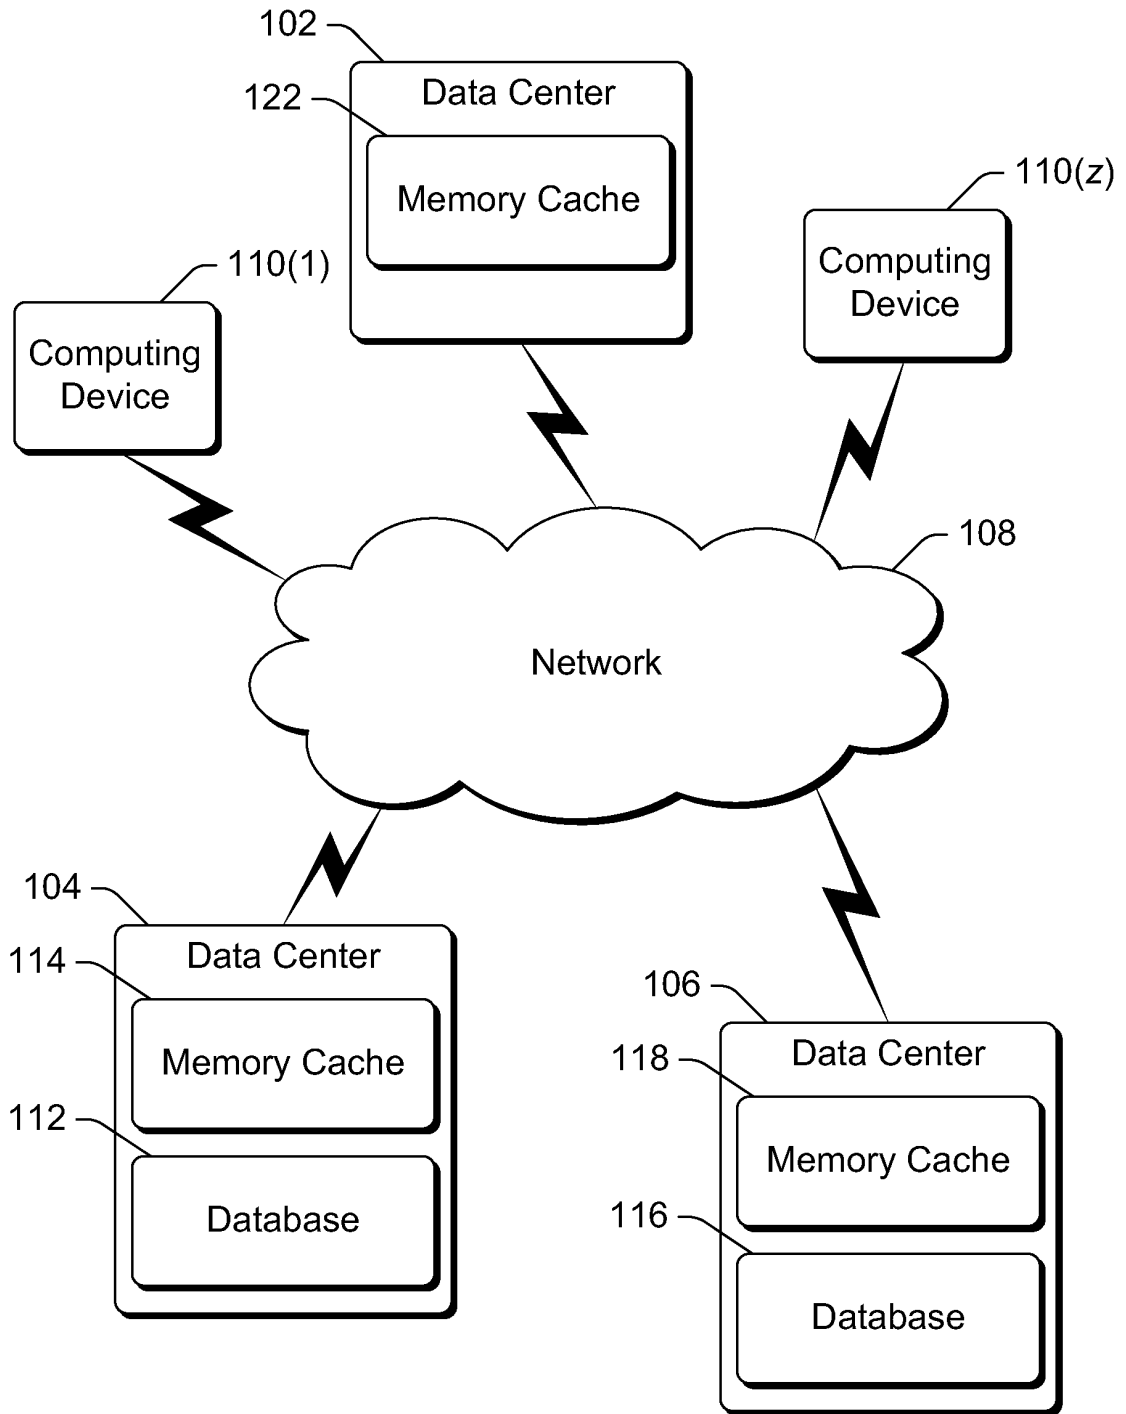 102
Data Center
122
Memory Cache
110(z)
Computing
Device
110(1)
Computing
Device
108
Network
104
Data Center
114
Memory Cache
112
Database
106
Data Center
118
Memory Cache
116
Database